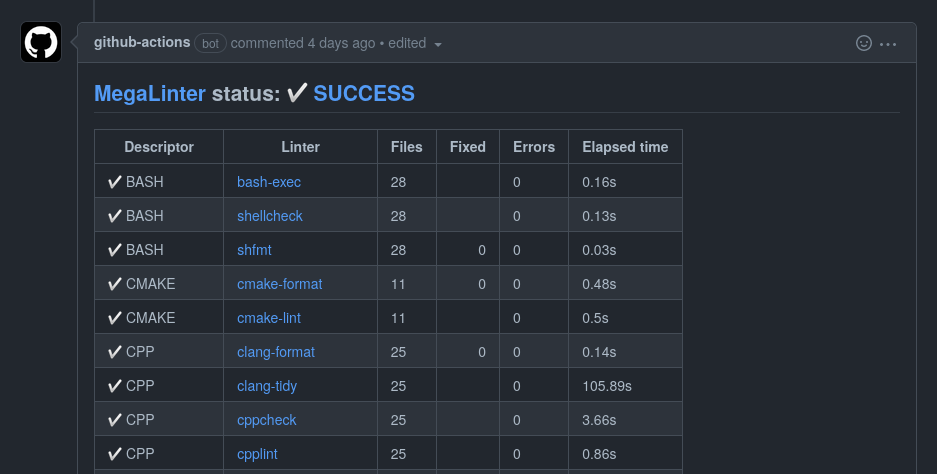 github-actions bot commented 4 days ago • edited
MegaLinter status: ✔ SUCCESS
Descriptor Linter Files Fixed Errors Elapsed time
✔ BASH bash-exec 28 0 0.16s
✔ BASH shellcheck 28 0 0.13s
✔ BASH shfmt 28 0 0 0.03s
✔ CMAKE cmake-format 11 0 0 0.48s
✔ CMAKE cmake-lint 11 0 0.5s
✔ CPP clang-format 25 0 0 0.14s
✔ CPP clang-tidy 25 0 105.89s
✔ CPP cppcheck 25 0 3.66s
✔ CPP cpplint 25 0 0.86s